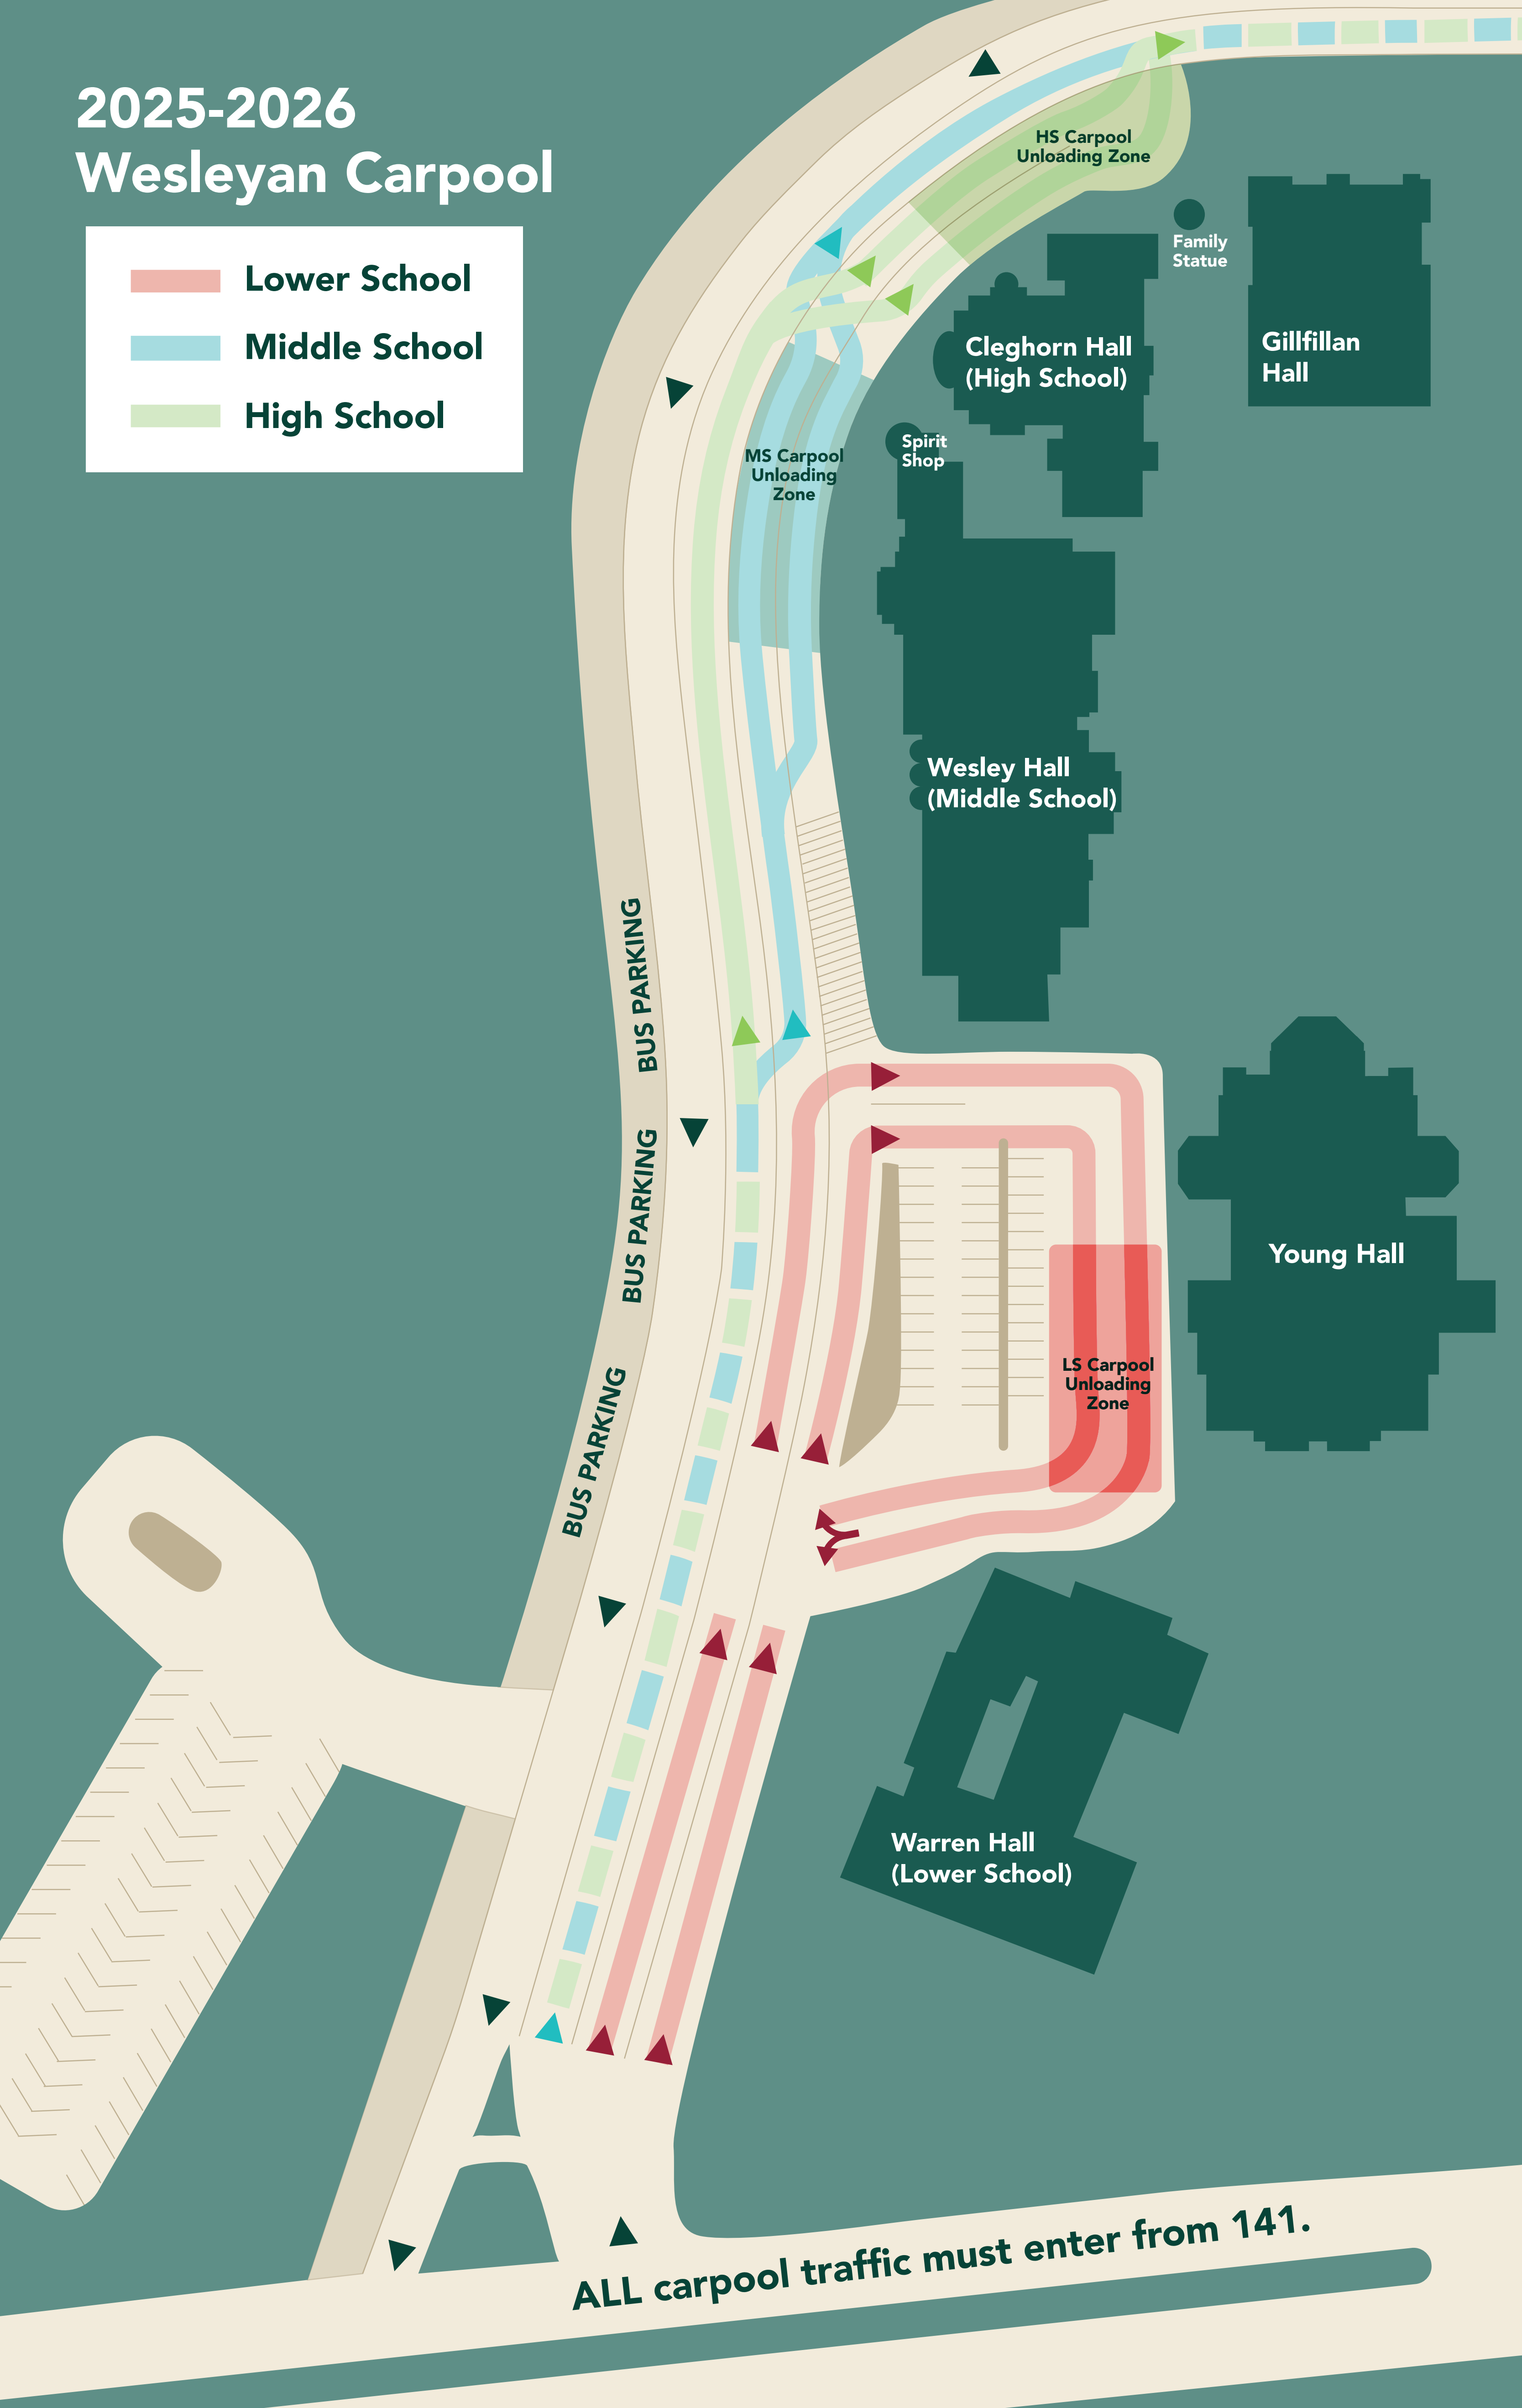 2025-2026
Wesleyan Carpool
Lower School
Middle School
High School
HS Carpool
Unloading Zone
Family
Statue
Gillfillan
Hall
Cleghorn Hall
(High School)
Spirit
Shop
MS Carpool
Unloading
Zone
Wesley Hall
(Middle School)
BUS PARKING
BUS PARKING
BUS PARKING
Young Hall
LS Carpool
Unloading
Zone
Warren Hall
(Lower School)
ALL carpool traffic must enter from 141.